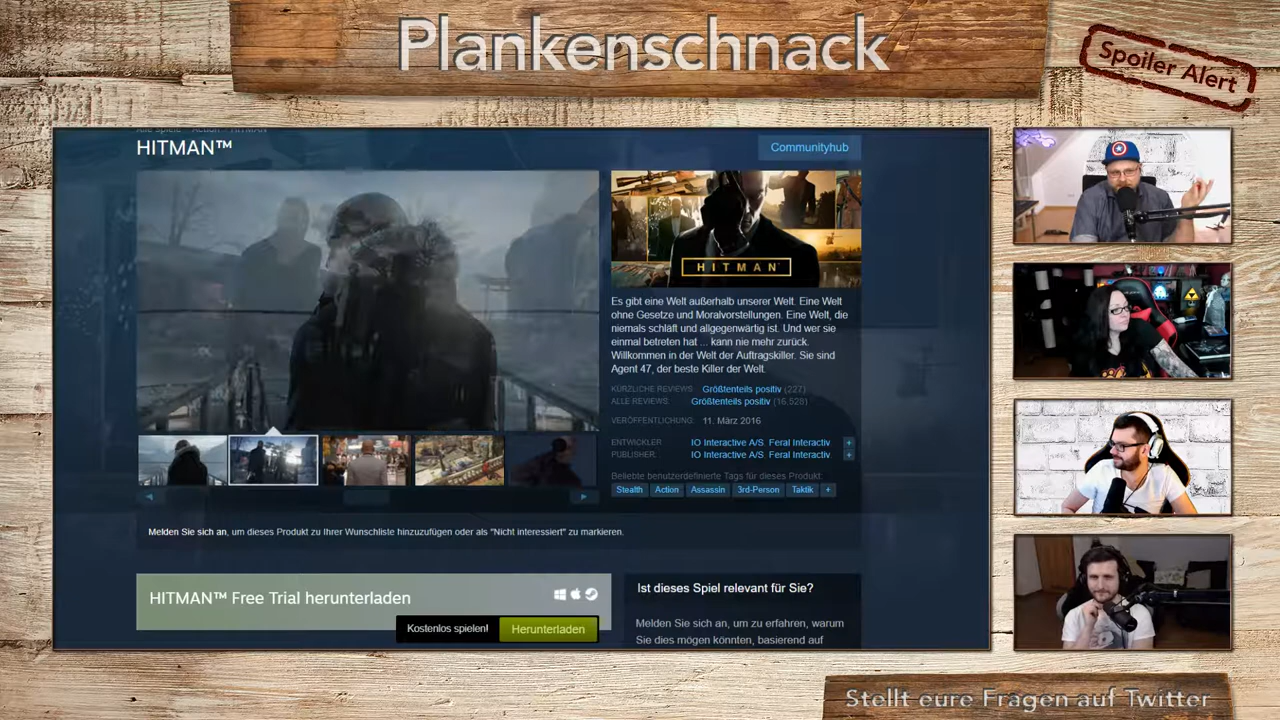 Plankenschnack
Spoiler Alert
Alle Spiele Action HITMAN
HITMAN™
Communityhub
HITMAN
Es gibt eine Welt außerhalb unserer Welt. Eine Welt
ohne Gesetze und Moralvorstellungen. Eine Welt, die
niemals schläft und allgegenwärtig ist. Und wer sie
einmal betreten hat ... kann nie mehr zurück.
Willkommen in der Welt der Auftragskiller. Sie sind
Agent 47, der beste Killer der Welt.
KÜRZLICHE REVIEWS: Größtenteils positiv (227)
ALLE REVIEWS: Größtenteils positiv (16,528)
VERÖFFENTLICHUNG: 11. März 2016
ENTWICKLER: IO Interactive A/S Feral Interactiv +
PUBLISHER: IO Interactive A/S Feral Interactiv +
Beliebte benutzerdefinierte Tags für dieses Produkt:
Stealth Action Assassin 3rd-Person Taktik +
Melden Sie sich an, um dieses Produkt zu Ihrer Wunschliste hinzuzufügen oder als "Nicht interessiert" zu markieren.
HITMAN™ Free Trial herunterladen
Kostenlos spielen! Herunterladen
Ist dieses Spiel relevant für Sie?
Melden Sie sich an, um zu erfahren, warum
Sie dies mögen könnten, basierend auf
Stellt eure Fragen auf Twitter